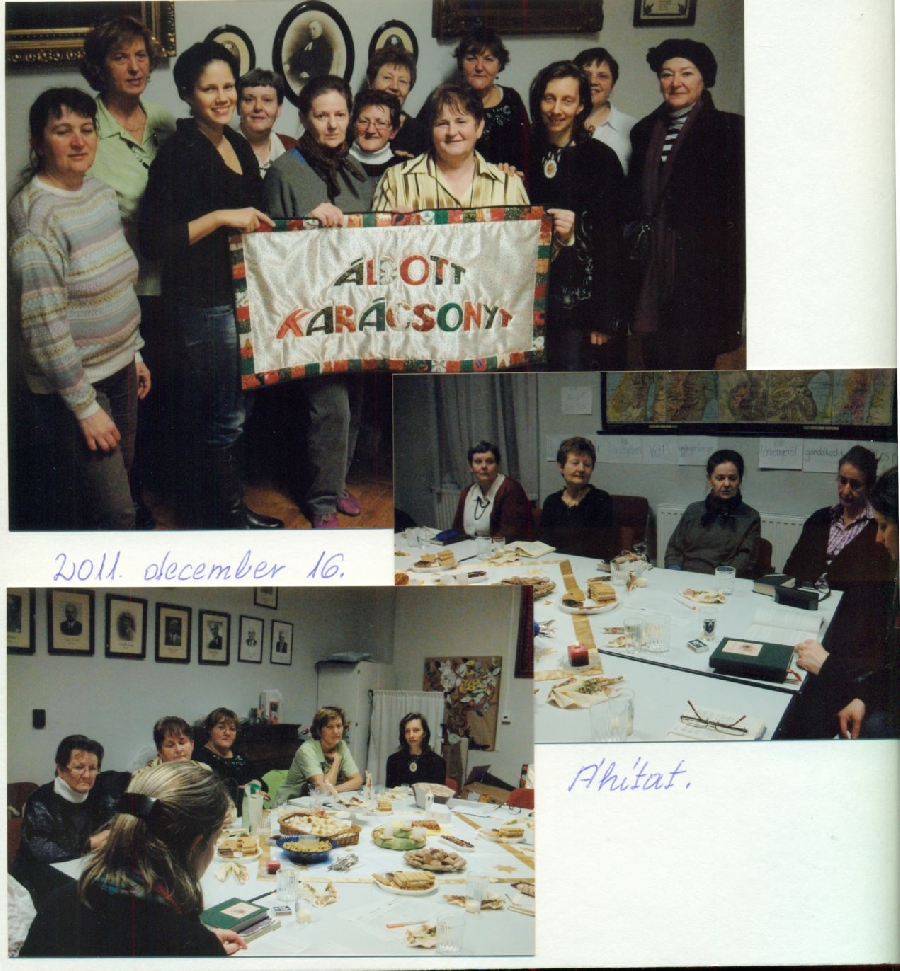 ÁLDOTT
KARÁCSONYT
2011. december 16.
Áhítat.